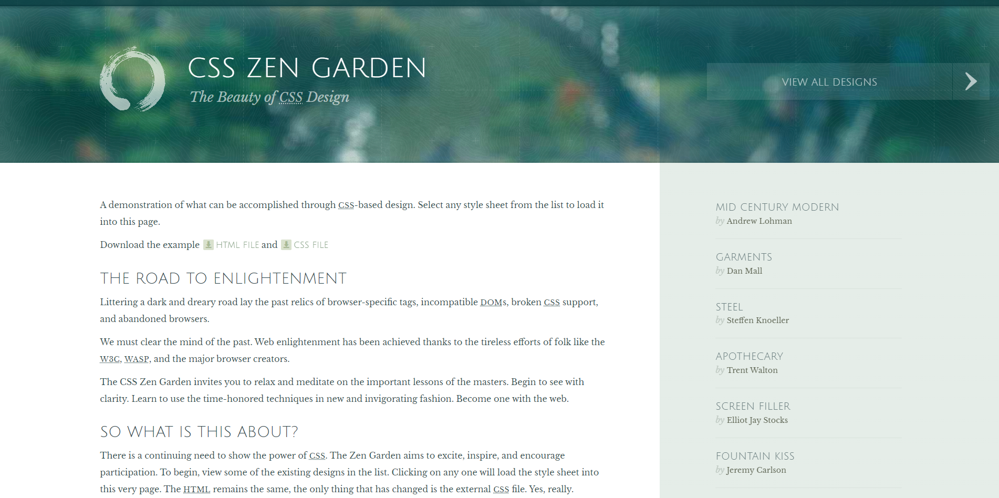 CSS ZEN GARDEN
The Beauty of CSS Design
VIEW ALL DESIGNS
A demonstration of what can be accomplished through CSS-based design. Select any style sheet from the list to load it
into this page.
Download the example HTML FILE and CSS FILE
THE ROAD TO ENLIGHTENMENT
Littering a dark and dreary road lay the past relics of browser-specific tags, incompatible DOMs, broken CSS support,
and abandoned browsers.
We must clear the mind of the past. Web enlightenment has been achieved thanks to the tireless efforts of folk like the
W3C, WASP, and the major browser creators.
The CSS Zen Garden invites you to relax and meditate on the important lessons of the masters. Begin to see with
clarity. Learn to use the time-honored techniques in new and invigorating fashion. Become one with the web.
SO WHAT IS THIS ABOUT?
There is a continuing need to show the power of CSS. The Zen Garden aims to excite, inspire, and encourage
participation. To begin, view some of the existing designs in the list. Clicking on any one will load the style sheet into
this very page. The HTML remains the same, the only thing that has changed is the external CSS file. Yes, really.
MID CENTURY MODERN
by Andrew Lohman
GARMENTS
by Dan Mall
STEEL
by Steffen Knoeller
APOTHECARY
by Trent Walton
SCREEN FILLER
by Elliot Jay Stocks
FOUNTAIN KISS
by Jeremy Carlson